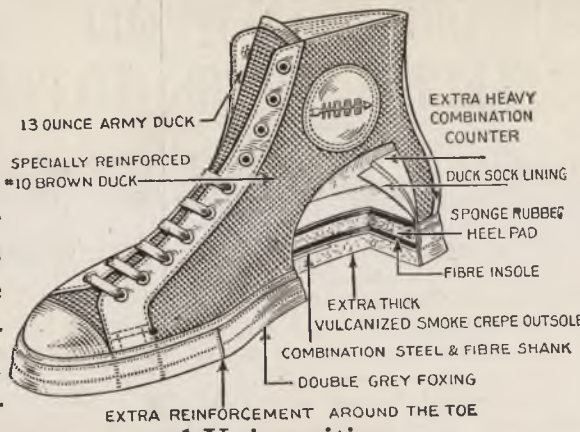 HOOD
13 OUNCE ARMY DUCK
SPECIALLY REINFORCED
#10 BROWN DUCK
EXTRA HEAVY
COMBINATION
COUNTER
DUCK SOCK LINING
SPONGE RUBBER
HEEL PAD
FIBRE INSOLE
EXTRA THICK
VULCANIZED SMOKE CREPE OUTSOLE
COMBINATION STEEL & FIBRE SHANK
DOUBLE GREY FOXING
EXTRA REINFORCEMENT AROUND THE TOE